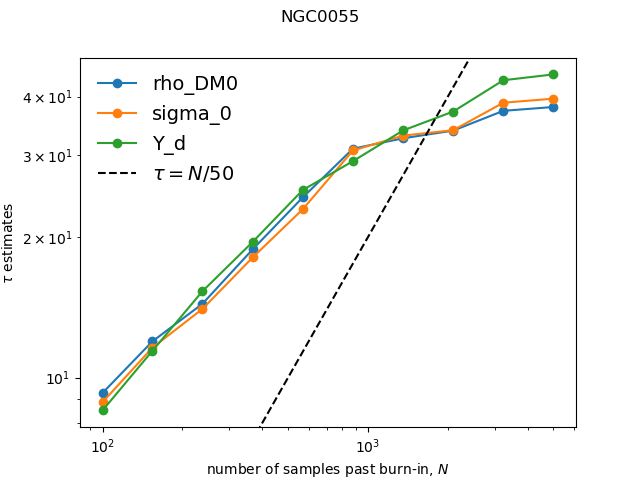 NGC0055
rho_DM0
sigma_0
Y_d
τ = N/50
4 × 10¹
3 × 10¹
2 × 10¹
10¹
τ estimates
10² 10³
number of samples past burn-in, N